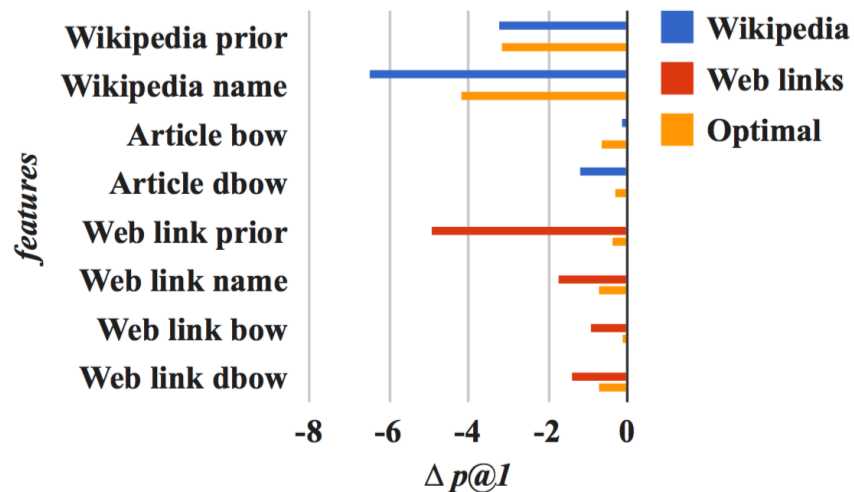 Wikipedia prior
Wikipedia name
Article bow
Article dbow
Web link prior
Web link name
Web link bow
Web link dbow
features
-8 -6 -4 -2 0
Δ p@1
Wikipedia
Web links
Optimal